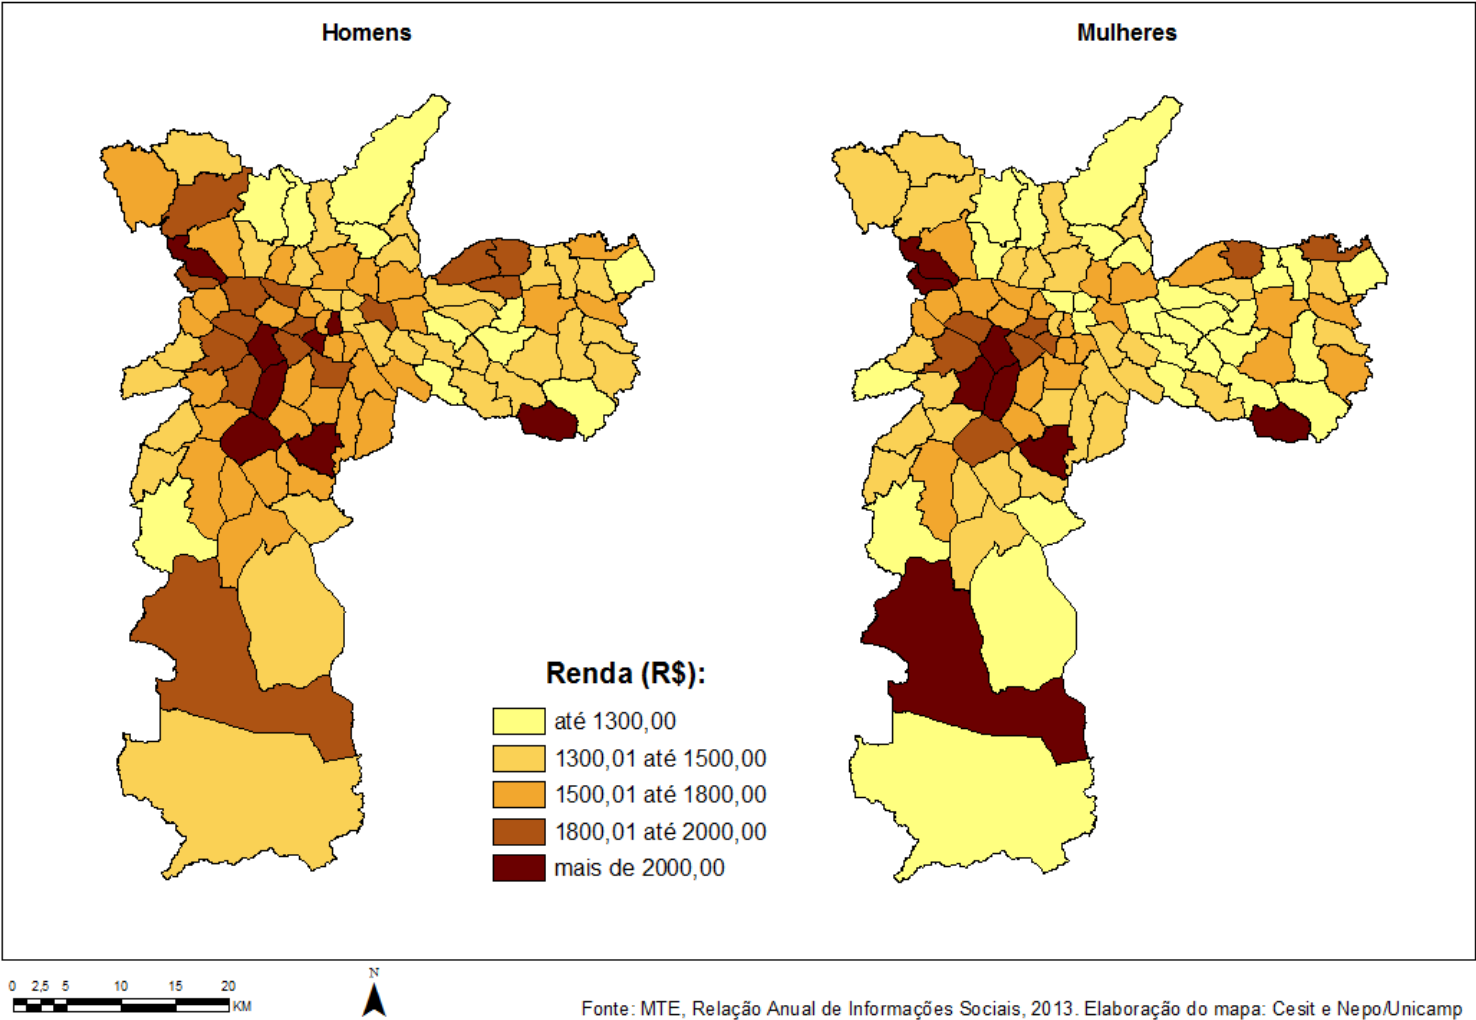 Homens
Mulheres
Renda (R$):
até 1300,00
1300,01 até 1500,00
1500,01 até 1800,00
1800,01 até 2000,00
mais de 2000,00
0 2,5 5 10 15 20
KM
N
Fonte: MTE, Relação Anual de Informações Sociais, 2013. Elaboração do mapa: Cesit e Nepo/Unicamp